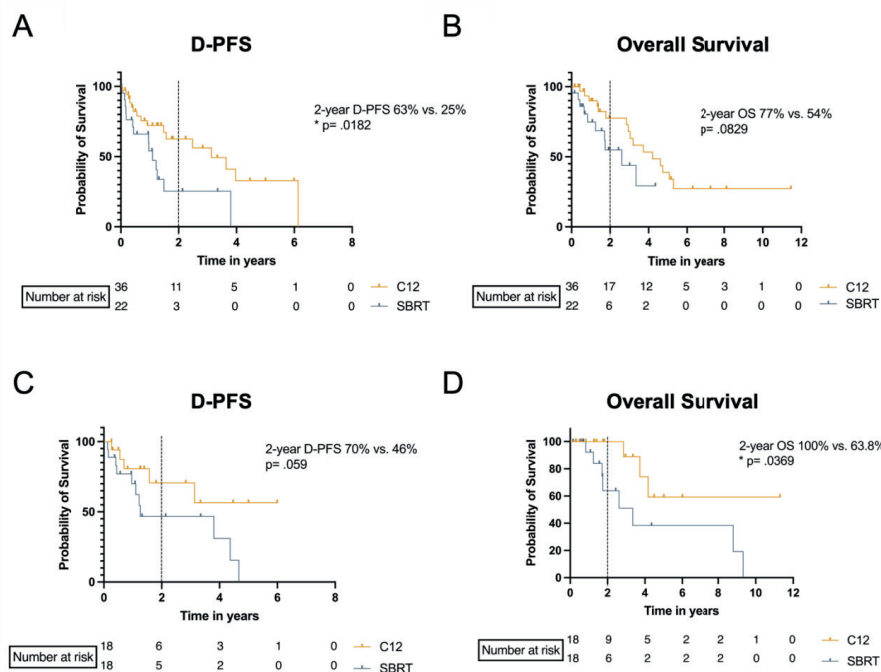 A
D-PFS
Probability of Survival
100
50
0
0 2 4 6 8
Time in years
2-year D-PFS 63% vs. 25%
* p= .0182
Number at risk
36 11 5 1 0 C12
22 3 0 0 0 SBRT
B
Overall Survival
Probability of Survival
100
50
0
0 2 4 6 8 10 12
Time in years
2-year OS 77% vs. 54%
p= .0829
Number at risk
36 17 12 5 3 1 0 C12
22 6 2 0 0 0 0 SBRT
C
D-PFS
Probability of Survival
100
50
0
0 2 4 6 8
Time in years
2-year D-PFS 70% vs. 46%
p= .059
Number at risk
18 6 3 1 0 C12
18 5 2 0 0 SBRT
D
Overall Survival
Probability of Survival
100
80
60
40
20
0
0 2 4 6 8 10 12
Time in years
2-year OS 100% vs. 63.8%
* p= .0369
Number at risk
18 9 5 2 2 1 0 C12
18 6 2 2 2 0 0 SBRT